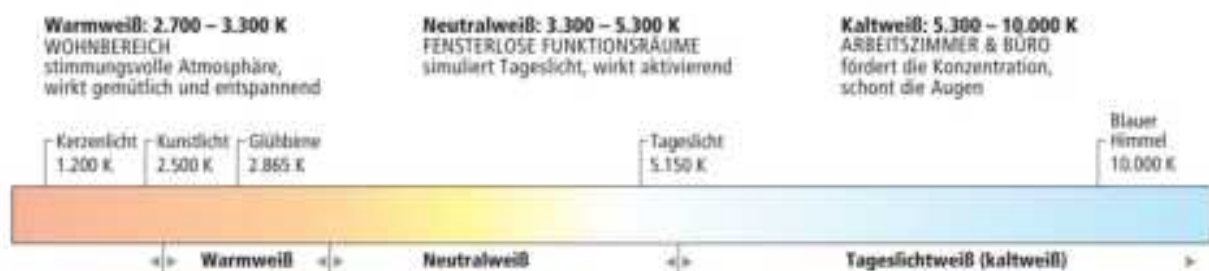 Warmweiß: 2.700 – 3.300 K
WOHNBEREICH
stimmungsvolle Atmosphäre,
wirkt gemütlich und entspannend
Neutralweiß: 3.300 – 5.300 K
FENSTERLOSE FUNKTIONSRÄUME
simuliert Tageslicht, wirkt aktivierend
Kaltweiß: 5.300 – 10.000 K
ARBEITSZIMMER & BÜRO
fördert die Konzentration,
schont die Augen
Kerzenlicht
1.200 K
Kunstlicht
2.500 K
Glühbirne
2.865 K
Tageslicht
5.150 K
Blauer
Himmel
10.000 K
Warmweiß
Neutralweiß
Tageslichtweiß (kaltweiß)